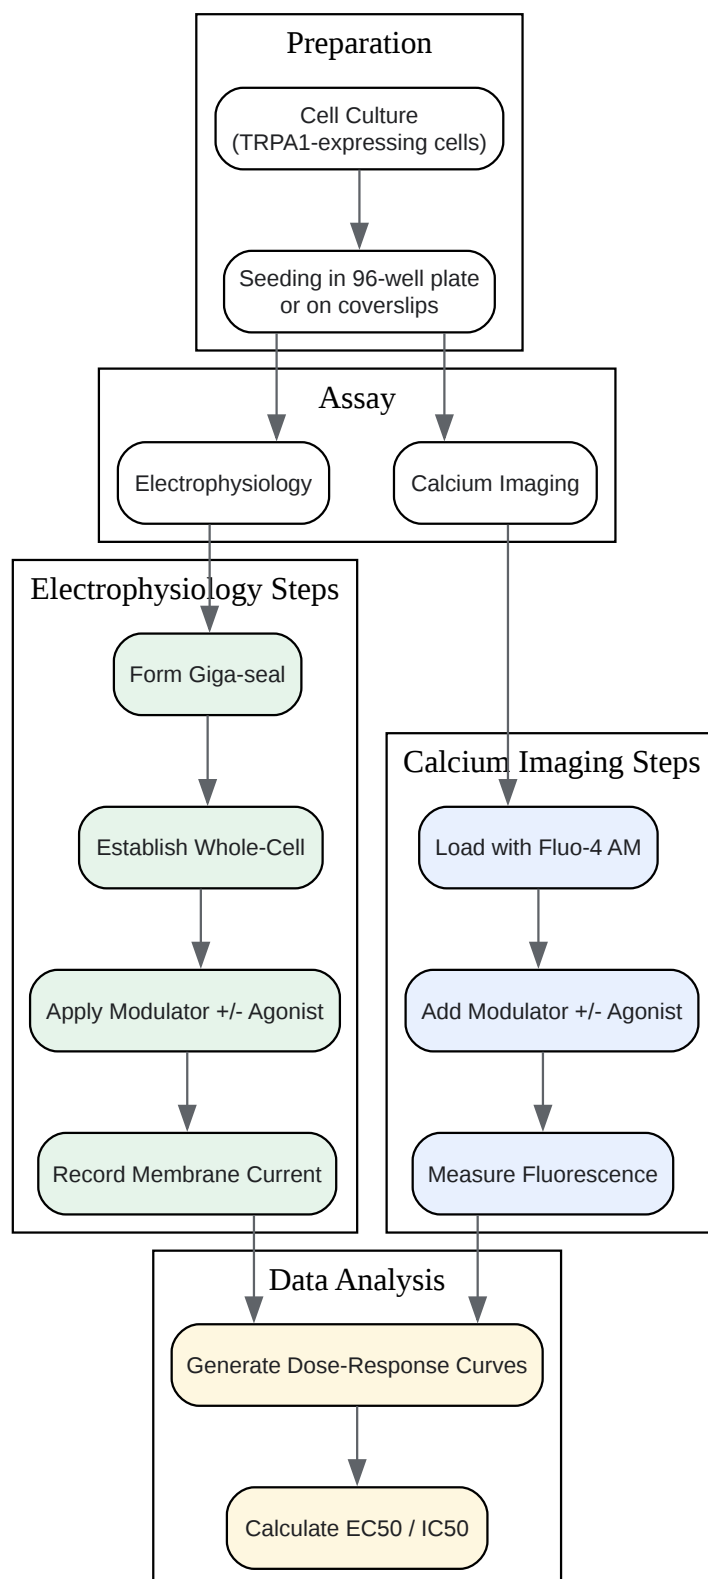 Preparation
Cell Culture
(TRPA1-expressing cells)
Seeding in 96-well plate
or on coverslips
Assay
Electrophysiology
Calcium Imaging
Electrophysiology Steps
Form Giga-seal
Establish Whole-Cell
Apply Modulator +/- Agonist
Record Membrane Current
Calcium Imaging Steps
Load with Fluo-4 AM
Add Modulator +/- Agonist
Measure Fluorescence
Data Analysis
Generate Dose-Response Curves
Calculate EC50 / IC50